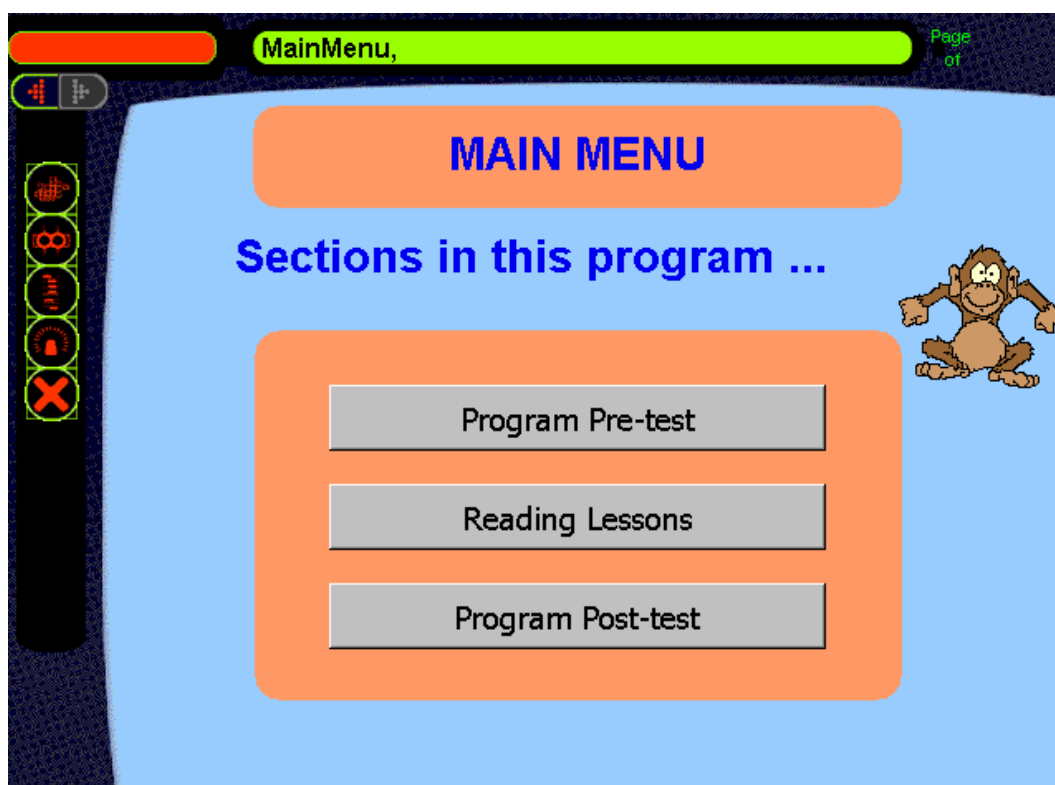 MainMenu,
Page
of
MAIN MENU
Sections in this program ...
Program Pre-test
Reading Lessons
Program Post-test